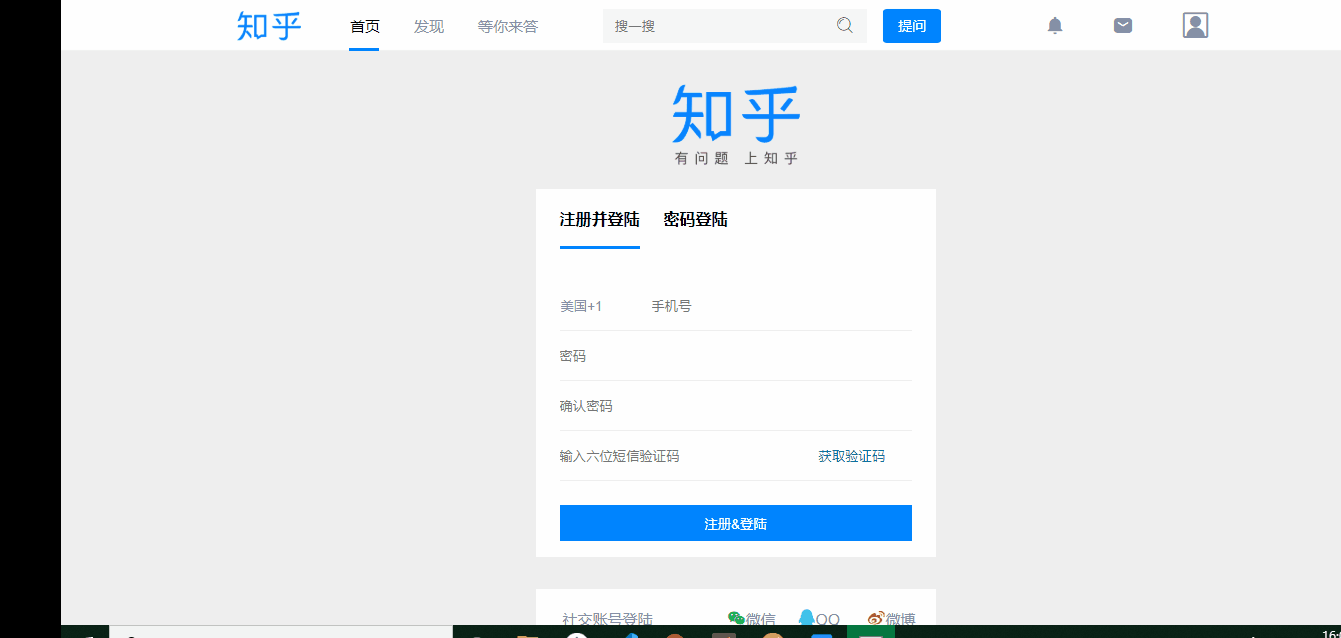 知乎 首页 发现 等你来答 搜一搜 提问
知乎
有问题 上知乎
注册并登陆 密码登陆
美国+1 手机号
密码
确认密码
输入六位短信验证码 获取验证码
注册&登陆
社交账号登陆 微信 QQ 微博